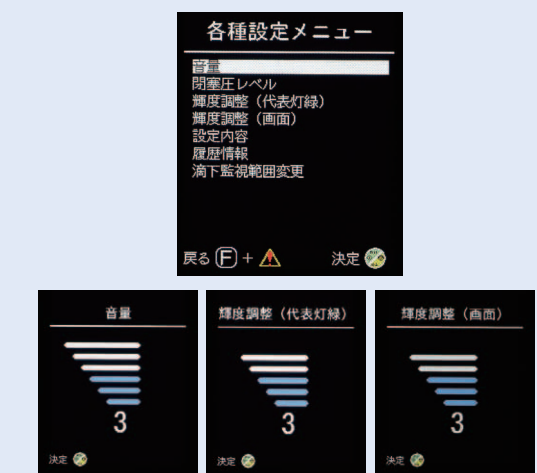 各種設定メニュー
音量
閉塞圧レベル
輝度調整（代表灯緑）
輝度調整（画面）
設定内容
履歴情報
滴下監視範囲変更
戻る F + 決定
音量
3
決定
輝度調整（代表灯緑）
3
決定
輝度調整（画面）
3
決定